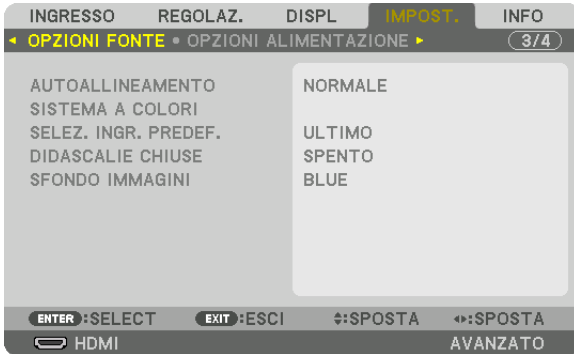 INGRESSO REGOLAZ. DISPL IMPOST. INFO
OPZIONI FONTE • OPZIONI ALIMENTAZIONE 3/4
AUTOALLINEAMENTO NORMALE
SISTEMA A COLORI
SELEZ. INGR. PREDEF. ULTIMO
DIDASCALIE CHIUSE SPENTO
SFONDO IMMAGINI BLUE
ENTER :SELECT EXIT :ESCI :SPOSTA :SPOSTA
HDMI AVANZATO